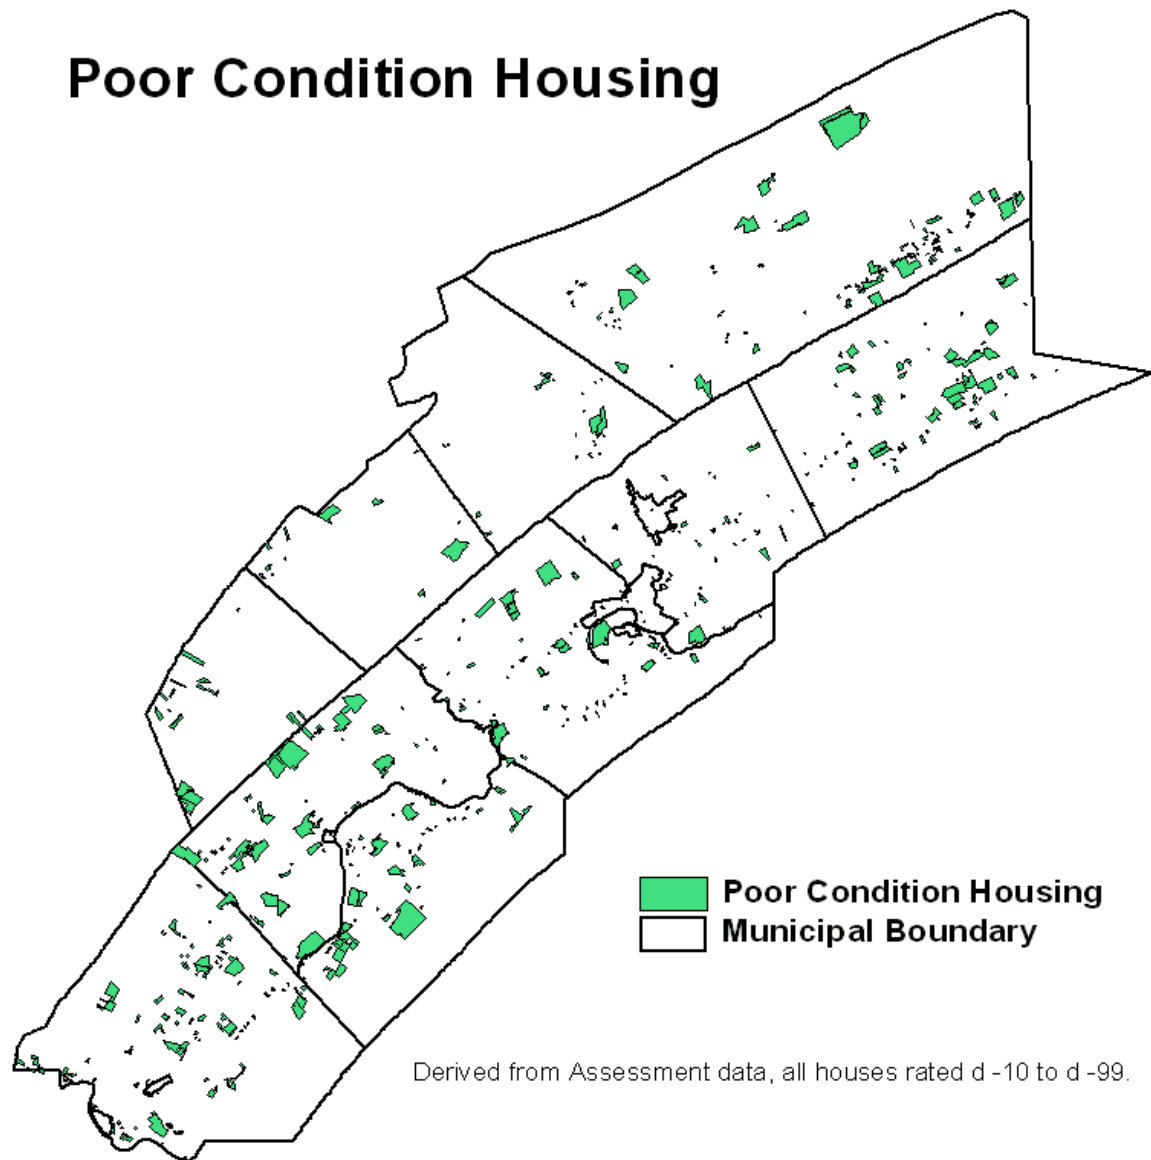 Poor Condition Housing
Poor Condition Housing
Municipal Boundary
Derived from Assessment data, all houses rated d -10 to d -99.